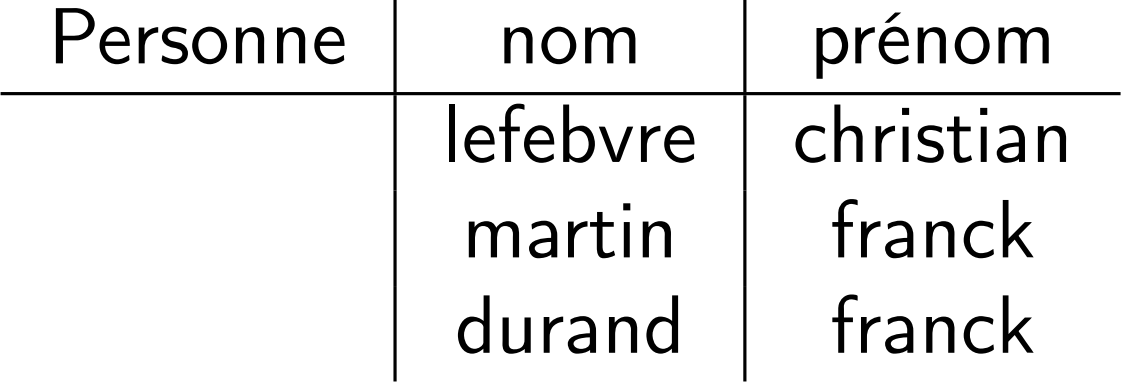 Personne nom prénom
lefebvre christian
martin franck
durand franck